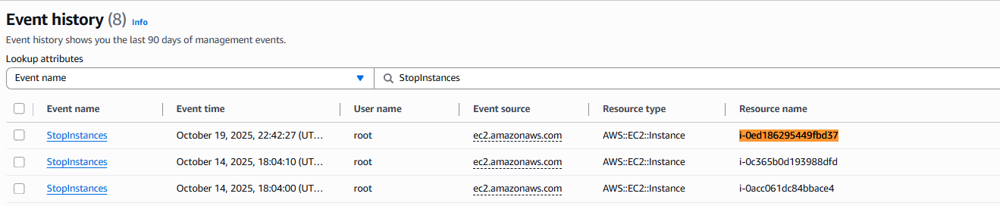 Event history (8) Info
Event history shows you the last 90 days of management events.
Lookup attributes
Event name StopInstances
Event name Event time User name Event source Resource type Resource name
StopInstances October 19, 2025, 22:42:27 (UT… root ec2.amazonaws.com AWS::EC2::Instance i-0ed186295449fbd37
StopInstances October 14, 2025, 18:04:10 (UT… root ec2.amazonaws.com AWS::EC2::Instance i-0c365b0d193988dfd
StopInstances October 14, 2025, 18:04:00 (UT… root ec2.amazonaws.com AWS::EC2::Instance i-0acc061dc84bbace4